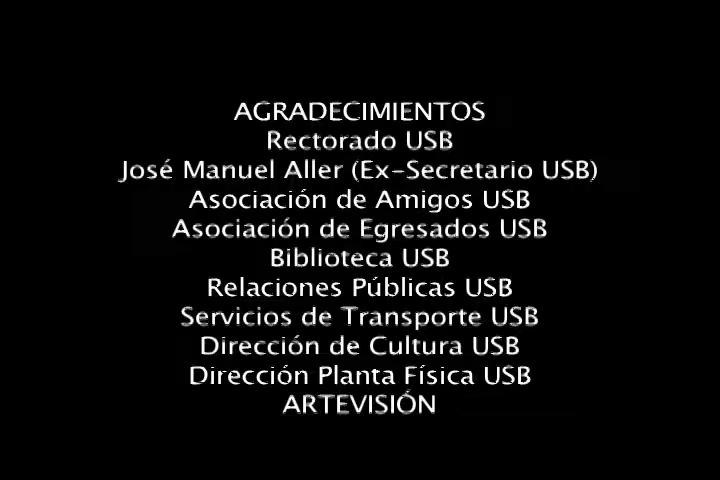 AGRADECIMIENTOS
Rectorado USB
José Manuel Aller (Ex-Secretario USB)
Asociación de Amigos USB
Asociación de Egresados USB
Biblioteca USB
Relaciones Públicas USB
Servicios de Transporte USB
Dirección de Cultura USB
Dirección Planta Física USB
ARTEVISIÓN